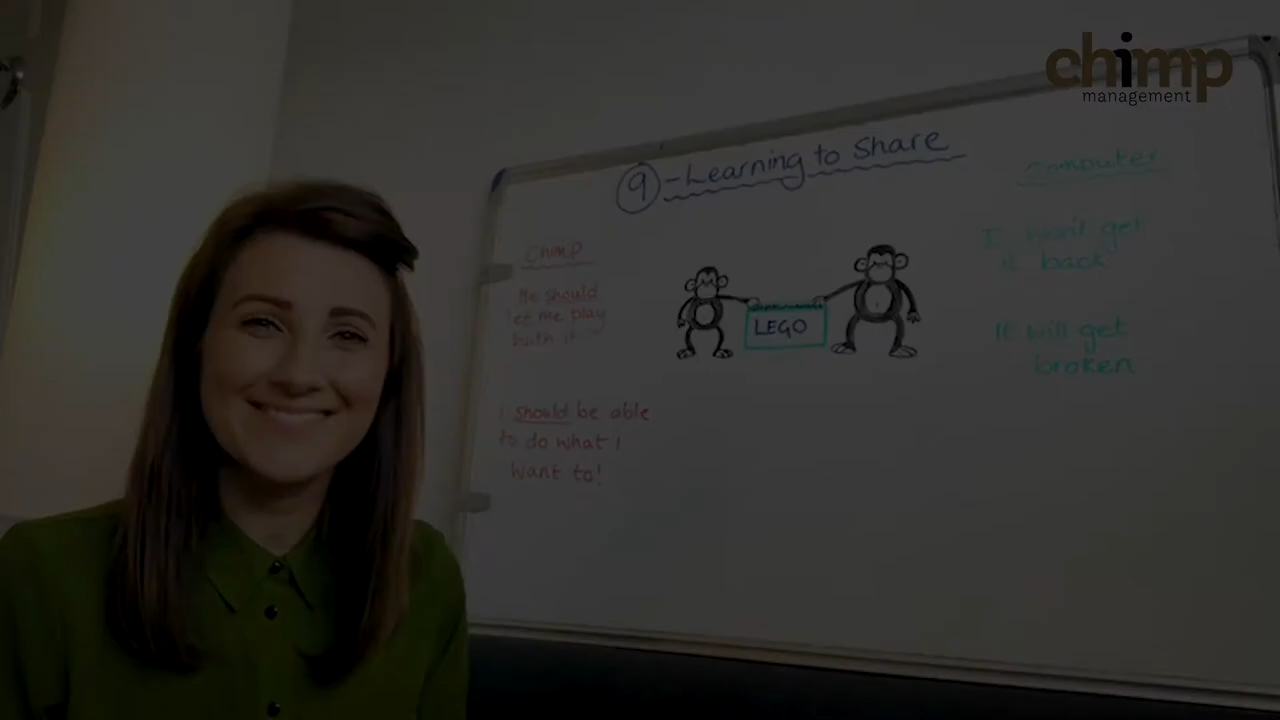 chimp
management
9 - Learning to Share
Chimp
He should
let me play
with it
I should be able
to do what I
want to!
LEGO
Computer
I won't get
it back
It will get
broken